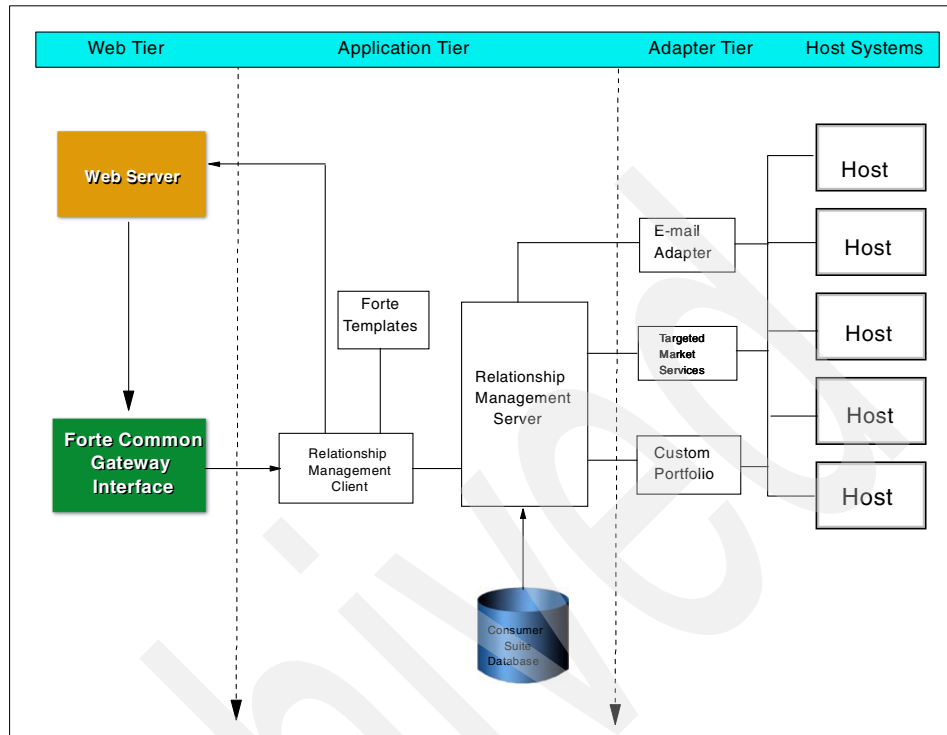 Web Tier
Application Tier
Adapter Tier
Host Systems
Web Server
Host
E-mail
Adapter
Host
Forte
Templates
Relationship
Management
Server
Targeted
Market
Services
Host
Forte Common
Gateway
Interface
Relationship
Management
Client
Custom
Portfolio
Host
Host
Consumer
Suite
Database
hived